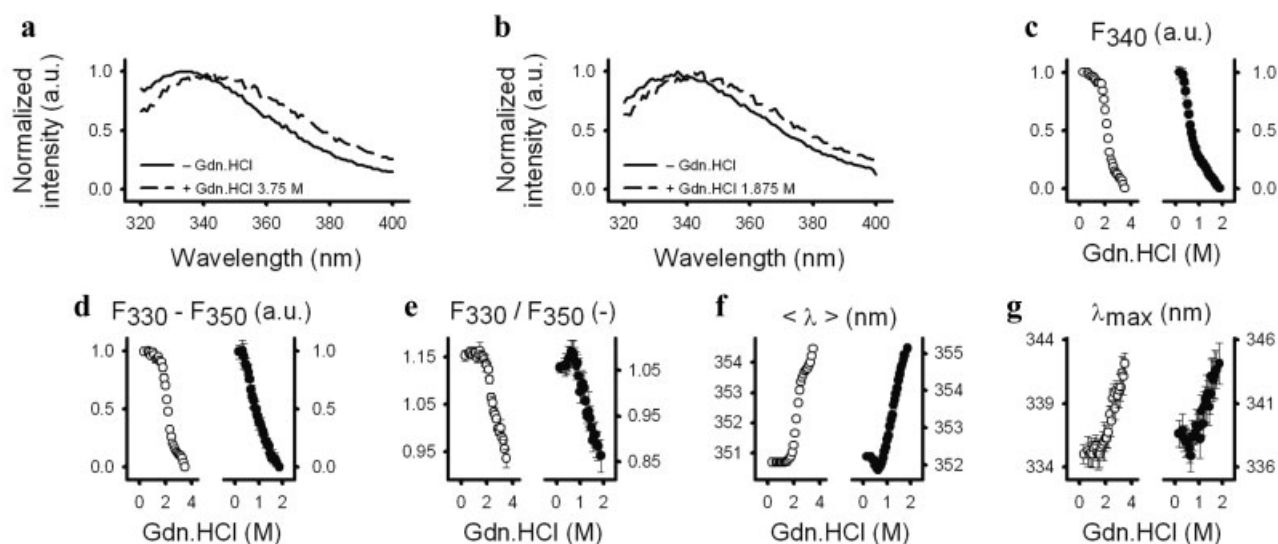 a
Normalized
intensity (a.u.)
1.0
0.5
0.0
– Gdn.HCl
+ Gdn.HCl 3.75 M
320 340 360 380 400
Wavelength (nm)
b
Normalized
intensity (a.u.)
1.0
0.5
0.0
– Gdn.HCl
+ Gdn.HCl 1.875 M
320 340 360 380 400
Wavelength (nm)
c
F340 (a.u.)
1.0 1.0
0.5 0.5
0.0 0.0
0 2 4 0 1 2
Gdn.HCl (M)
d
F330 - F350 (a.u.)
1.0 1.0
0.5 0.5
0.0 0.0
0 2 4 0 1 2
Gdn.HCl (M)
e
F330 / F350 (-)
1.15 1.05
1.05 0.95
0.95 0.85
0 2 4 0 1 2
Gdn.HCl (M)
f
< λ > (nm)
354 355
353 354
352 353
351 352
0 2 4 0 1 2
Gdn.HCl (M)
g
λmax (nm)
344 346
339 341
334 336
0 2 4 0 1 2
Gdn.HCl (M)